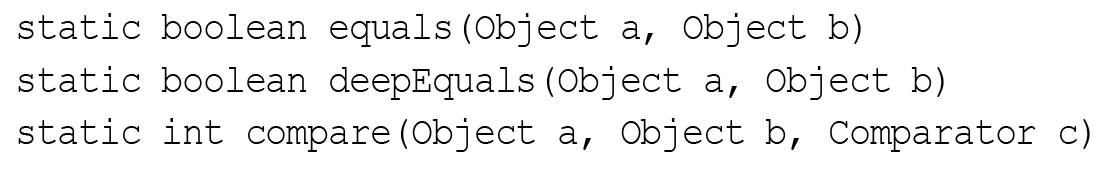 static boolean equals(Object a, Object b)
static boolean deepEquals(Object a, Object b)
static int compare(Object a, Object b, Comparator c)